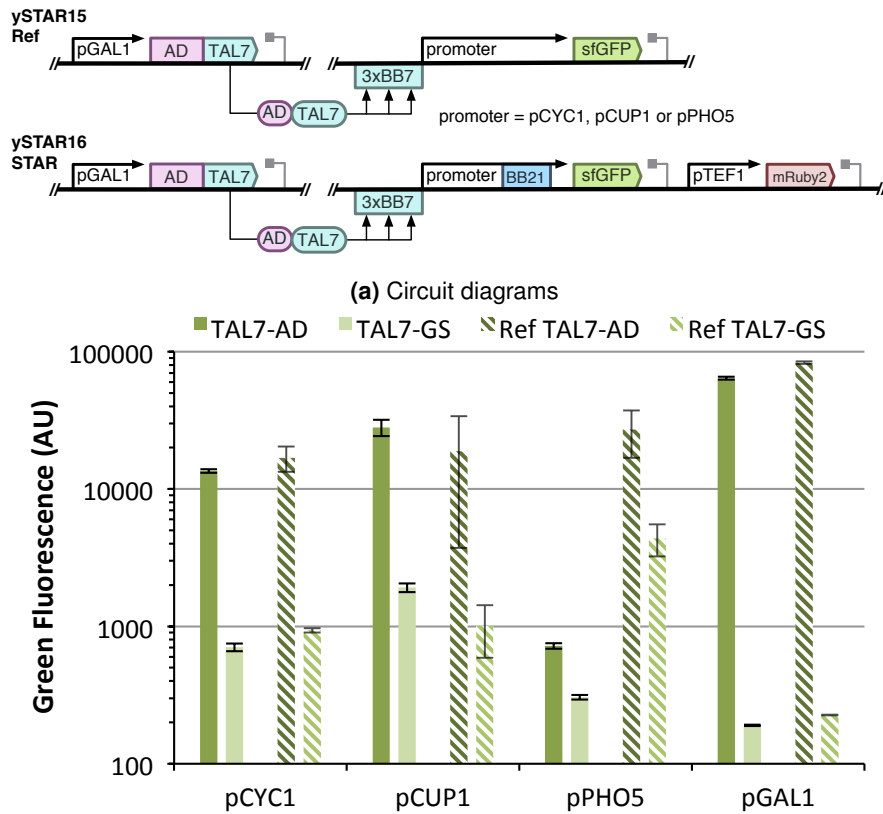 ySTAR15
Ref
pGAL1
AD
TAL7
promoter
sfGFP
3xBB7
AD
TAL7
promoter = pCYC1, pCUP1 or pPHO5
ySTAR16
STAR
pGAL1
AD
TAL7
promoter
BB21
sfGFP
pTEF1
mRuby2
3xBB7
AD
TAL7
(a) Circuit diagrams
TAL7-AD
TAL7-GS
Ref TAL7-AD
Ref TAL7-GS
Green Fluorescence (AU)
100000
10000
1000
100
pCYC1
pCUP1
pPHO5
pGAL1